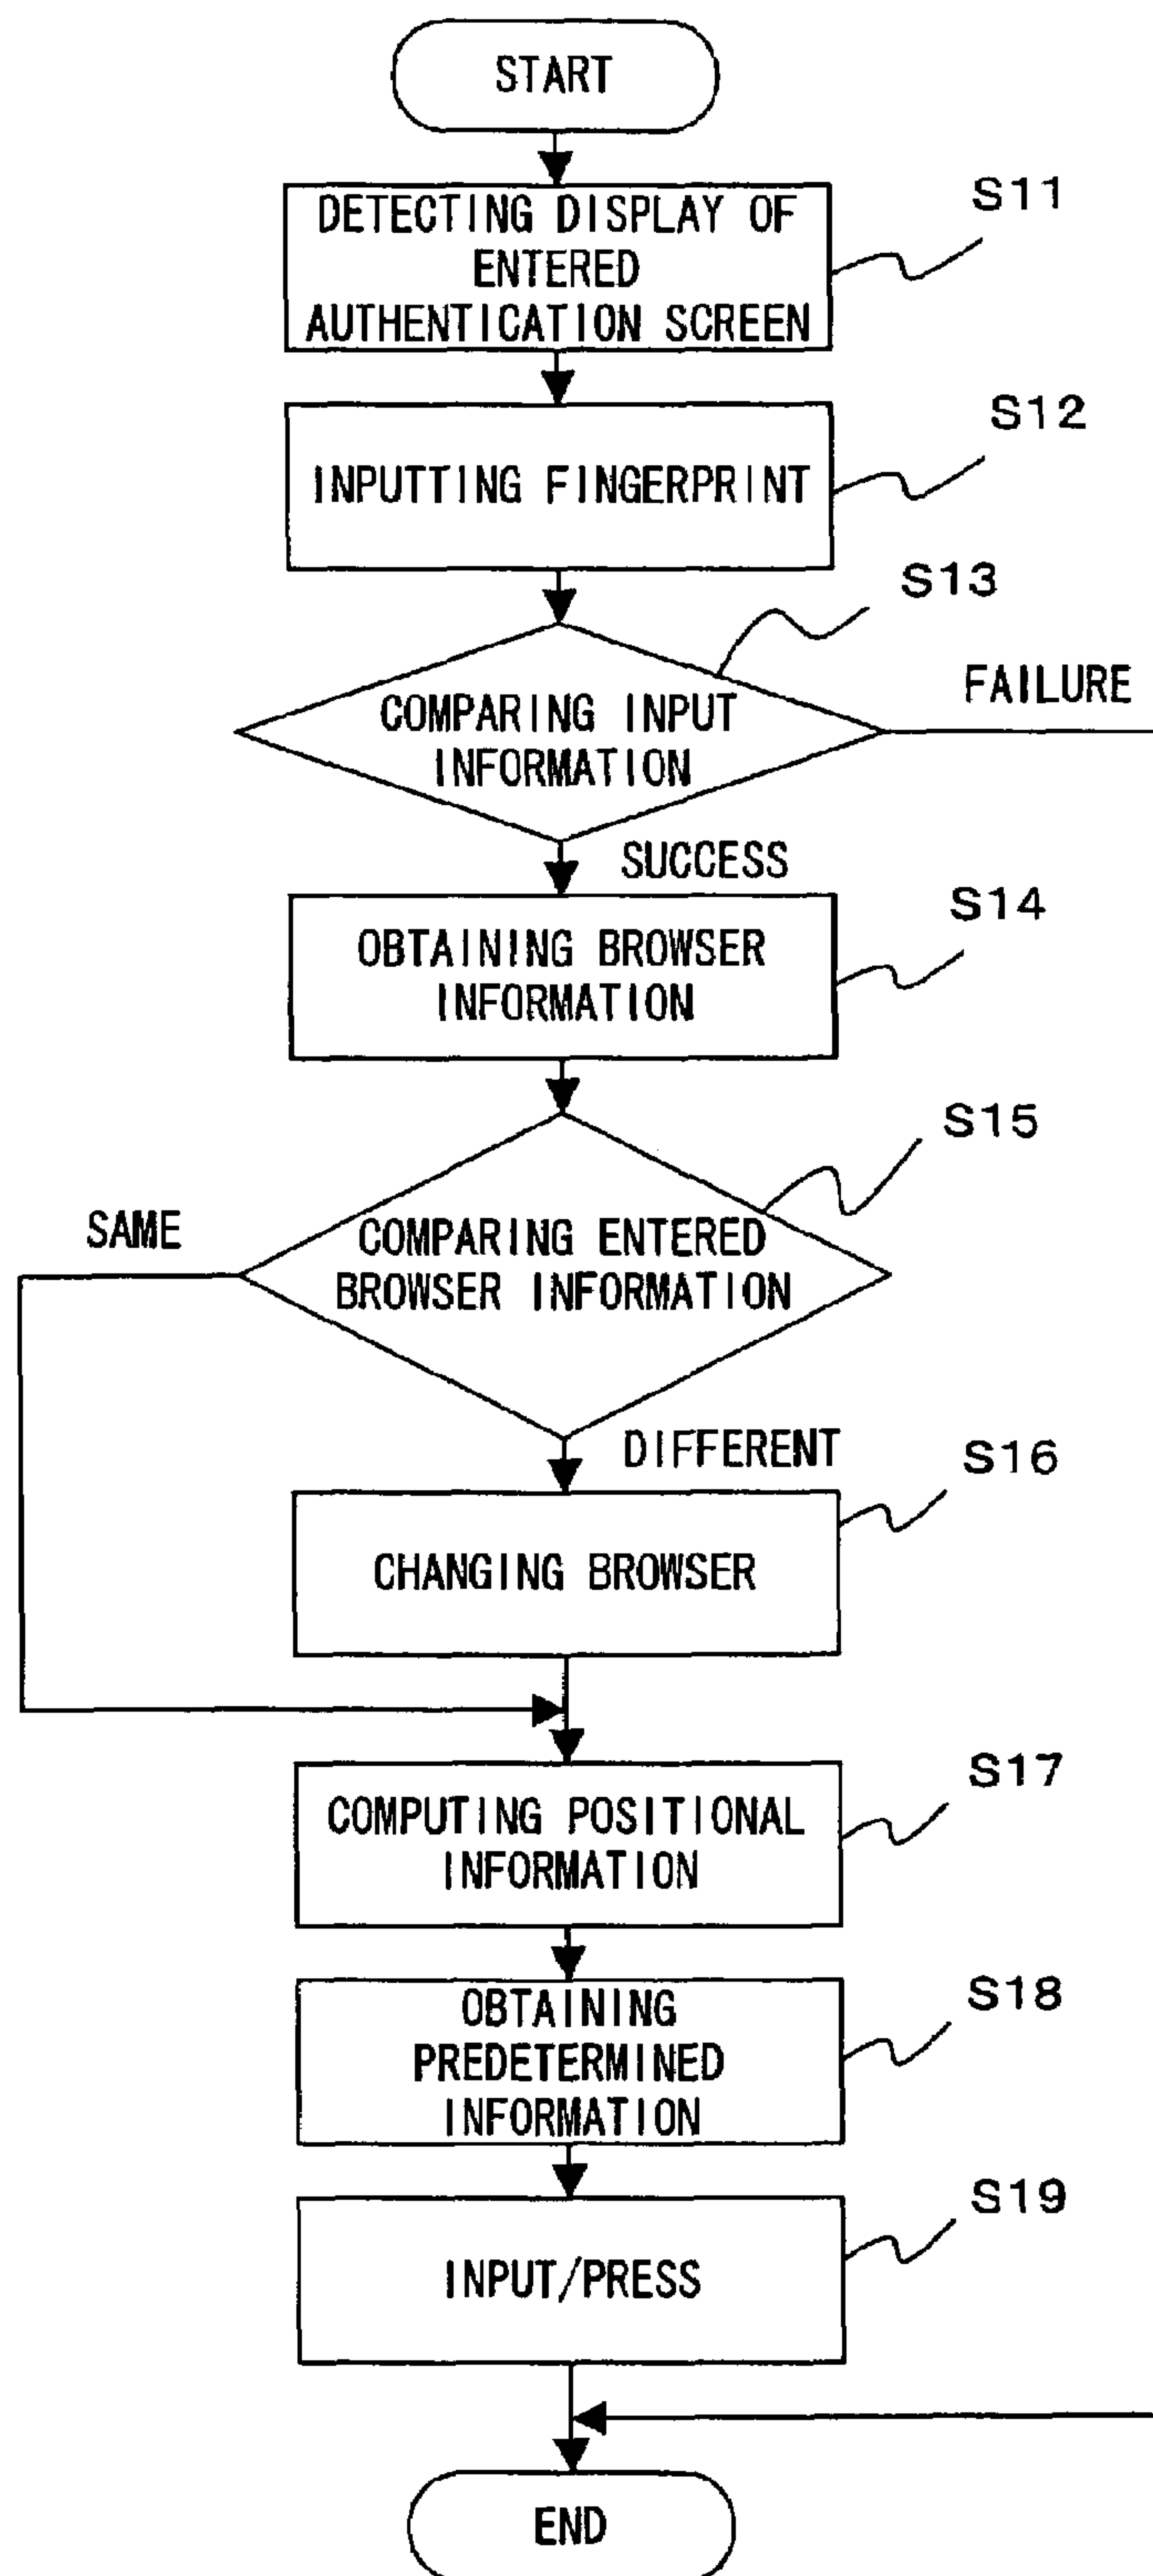 START
DETECTING DISPLAY OF
ENTERED
AUTHENTICATION SCREEN
S11
INPUTTING FINGERPRINT
S12
S13
COMPARING INPUT
INFORMATION
FAILURE
SUCCESS
OBTAINING BROWSER
INFORMATION
S14
S15
SAME
COMPARING ENTERED
BROWSER INFORMATION
DIFFERENT
S16
CHANGING BROWSER
S17
COMPUTING POSITIONAL
INFORMATION
S18
OBTAINING
PREDETERMINED
INFORMATION
S19
INPUT/PRESS
END